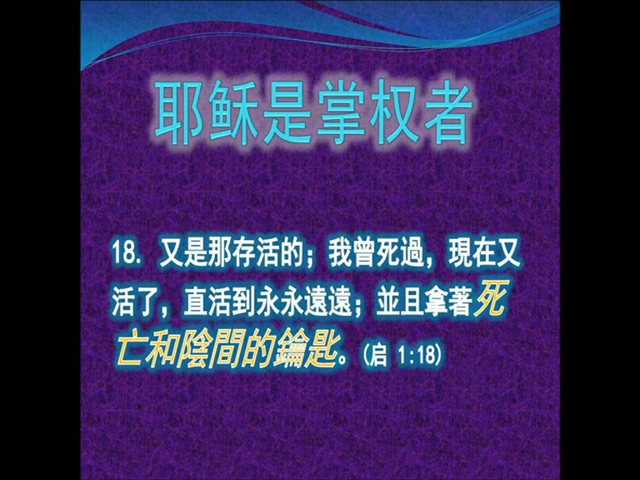 耶稣是掌权者
18. 又是那存活的；我曾死過，現在又
活了，直活到永永遠遠；並且拿著死
亡和陰間的鑰匙。(启 1:18)